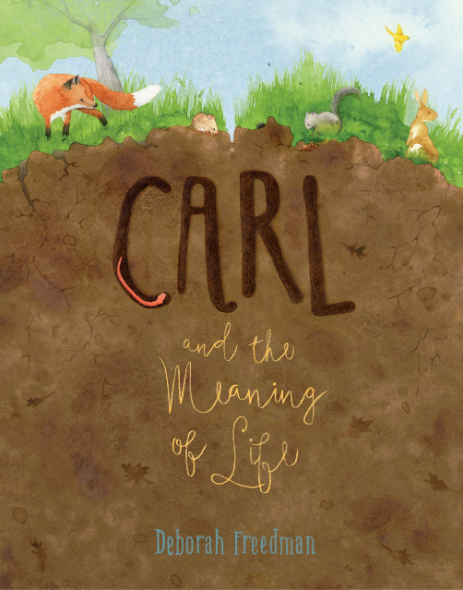 CARL
and the
Meaning
of Life
Deborah Freedman